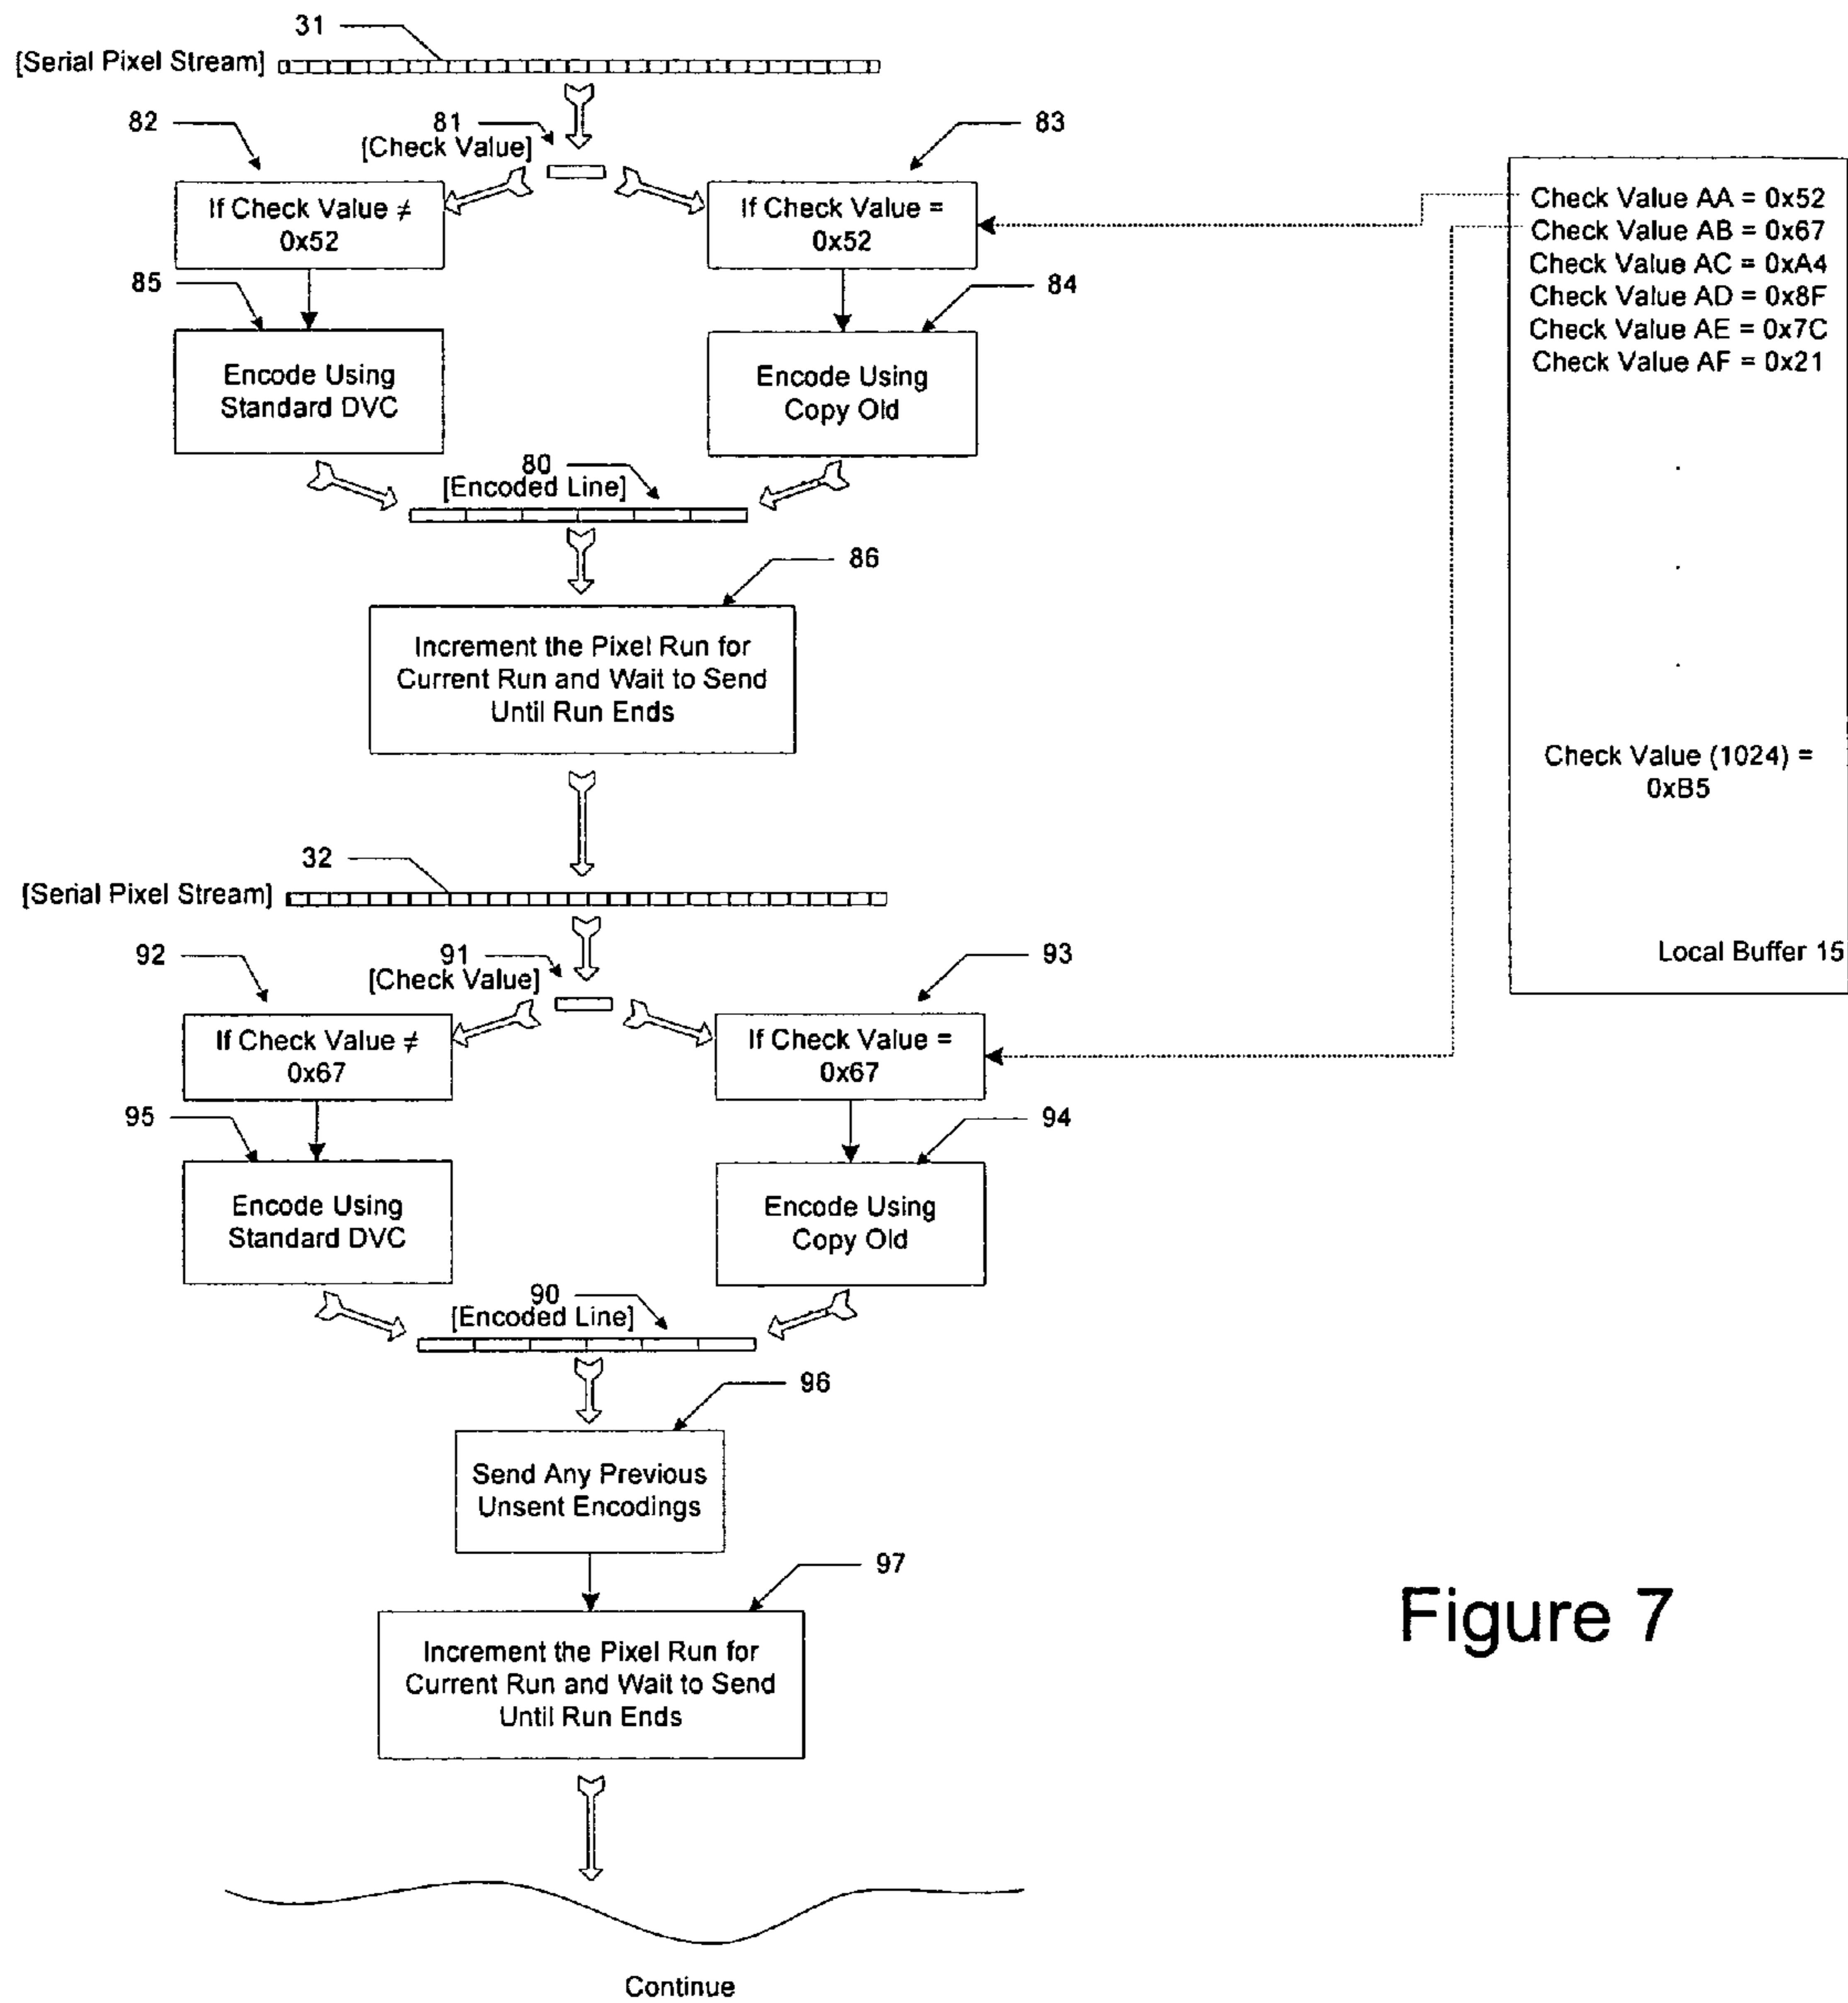 31
[Serial Pixel Stream]
82
81
[Check Value]
83
If Check Value ≠
0x52
If Check Value =
0x52
85
84
Encode Using
Standard DVC
Encode Using
Copy Old
80
[Encoded Line]
86
Increment the Pixel Run for
Current Run and Wait to Send
Until Run Ends
32
[Serial Pixel Stream]
92
91
[Check Value]
93
If Check Value ≠
0x67
If Check Value =
0x67
95
94
Encode Using
Standard DVC
Encode Using
Copy Old
90
[Encoded Line]
96
Send Any Previous
Unsent Encodings
97
Increment the Pixel Run for
Current Run and Wait to Send
Until Run Ends
Continue
Check Value AA = 0x52
Check Value AB = 0x67
Check Value AC = 0xA4
Check Value AD = 0x8F
Check Value AE = 0x7C
Check Value AF = 0x21
.
.
.
Check Value (1024) =
0xB5
Local Buffer 15
Figure 7